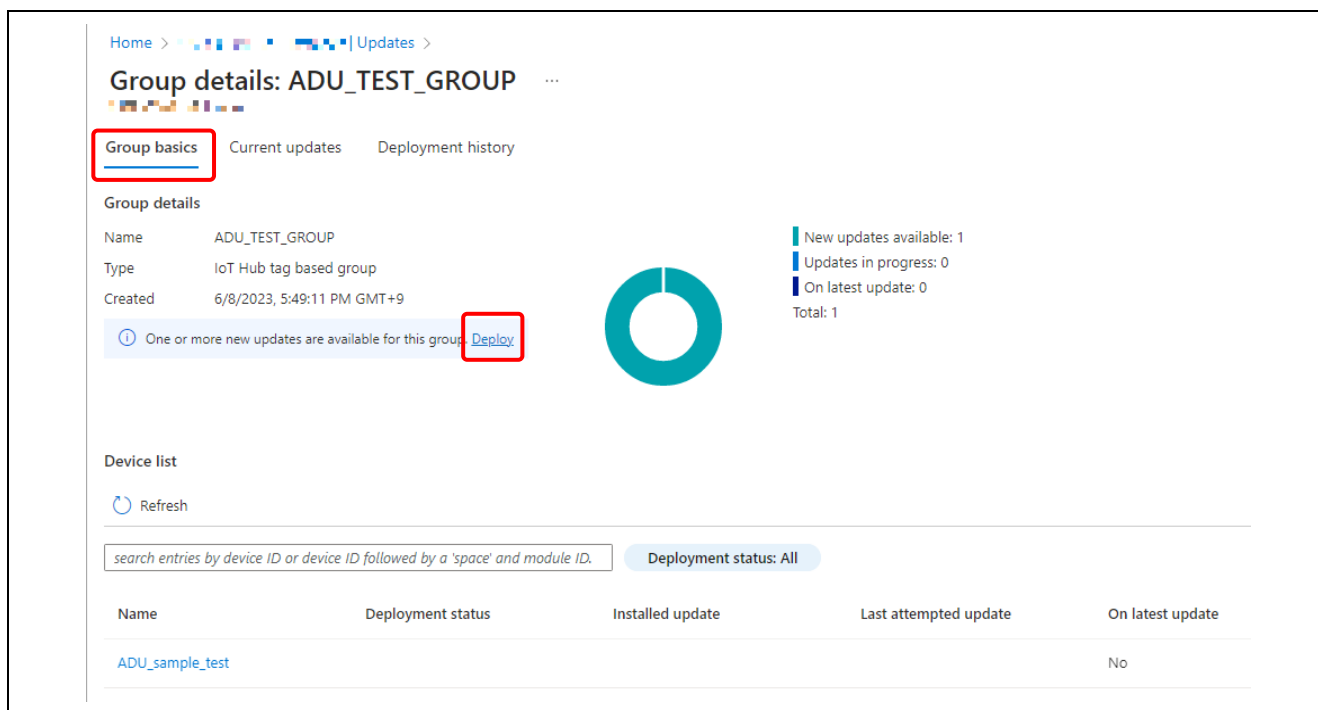 Home > | Updates >
Group details: ADU_TEST_GROUP ...
Group basics Current updates Deployment history
Group details
Name ADU_TEST_GROUP
Type IoT Hub tag based group
Created 6/8/2023, 5:49:11 PM GMT+9
One or more new updates are available for this group. Deploy
New updates available: 1
Updates in progress: 0
On latest update: 0
Total: 1
Device list
Refresh
search entries by device ID or device ID followed by a 'space' and module ID. Deployment status: All
Name Deployment status Installed update Last attempted update On latest update
ADU_sample_test No